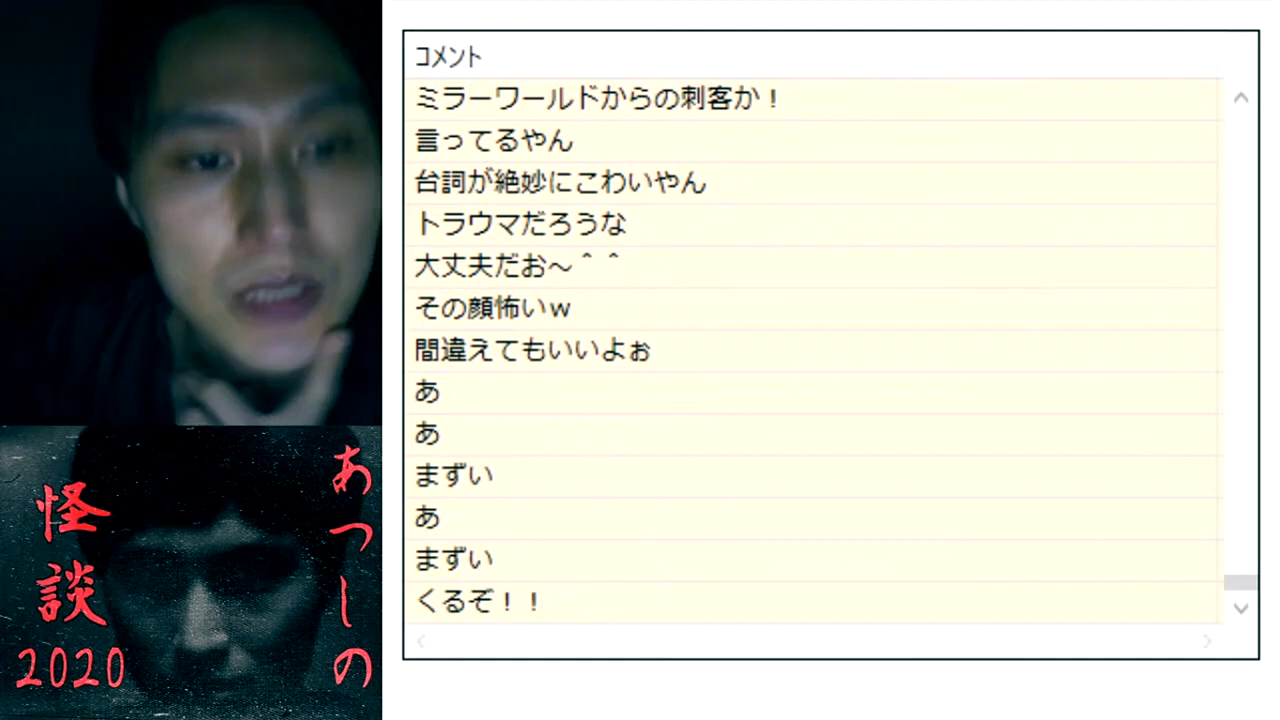 コメント
ミラーワールドからの刺客か！
言ってるやん
台詞が絶妙にこわいやん
トラウマだろうな
大丈夫だお～＾＾
その顔怖いｗ
間違えてもいいよぉ
あ
あ
まずい
あ
まずい
くるぞ！！
あつしの
怪談
2020